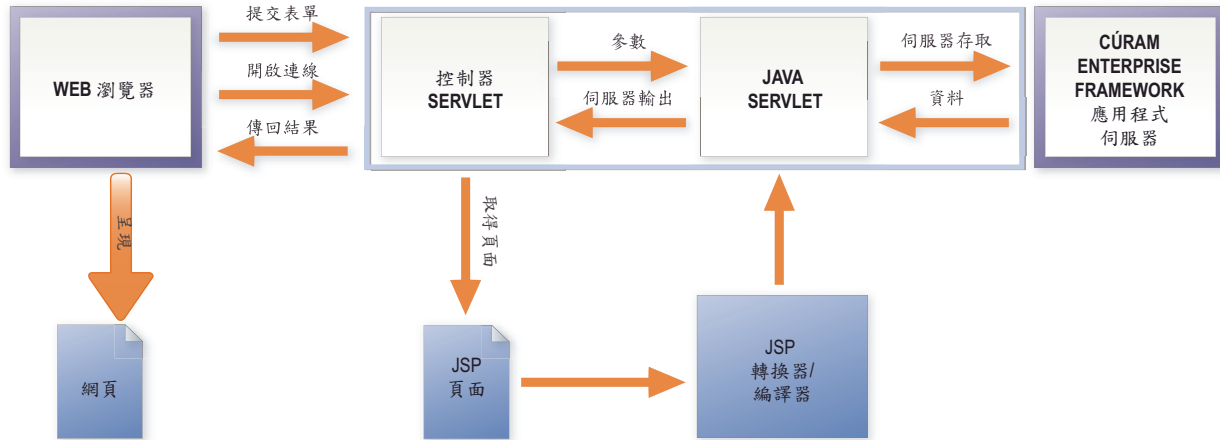 WEB 瀏覽器
提交表單
開啟連線
傳回結果
控制器
SERVLET
參數
伺服器輸出
JAVA
SERVLET
伺服器存取
資料
CÚRAM
ENTERPRISE
FRAMEWORK
應用程式
伺服器
呈現
取得頁面
網頁
JSP
頁面
JSP
轉換器/
編譯器